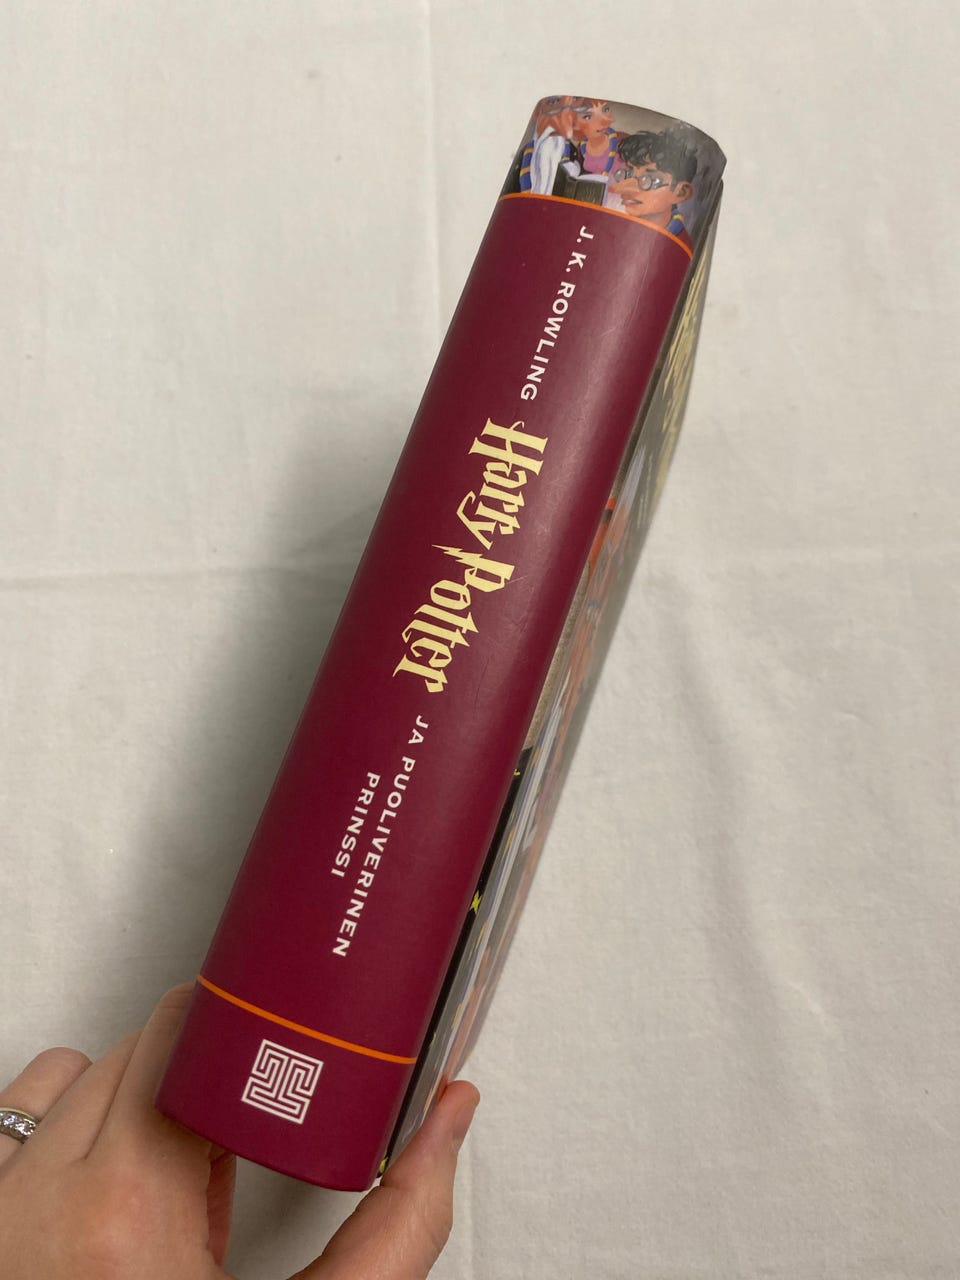 J. K. ROWLING
Harry Potter
JA PUOLIVERINEN
PRINSSI